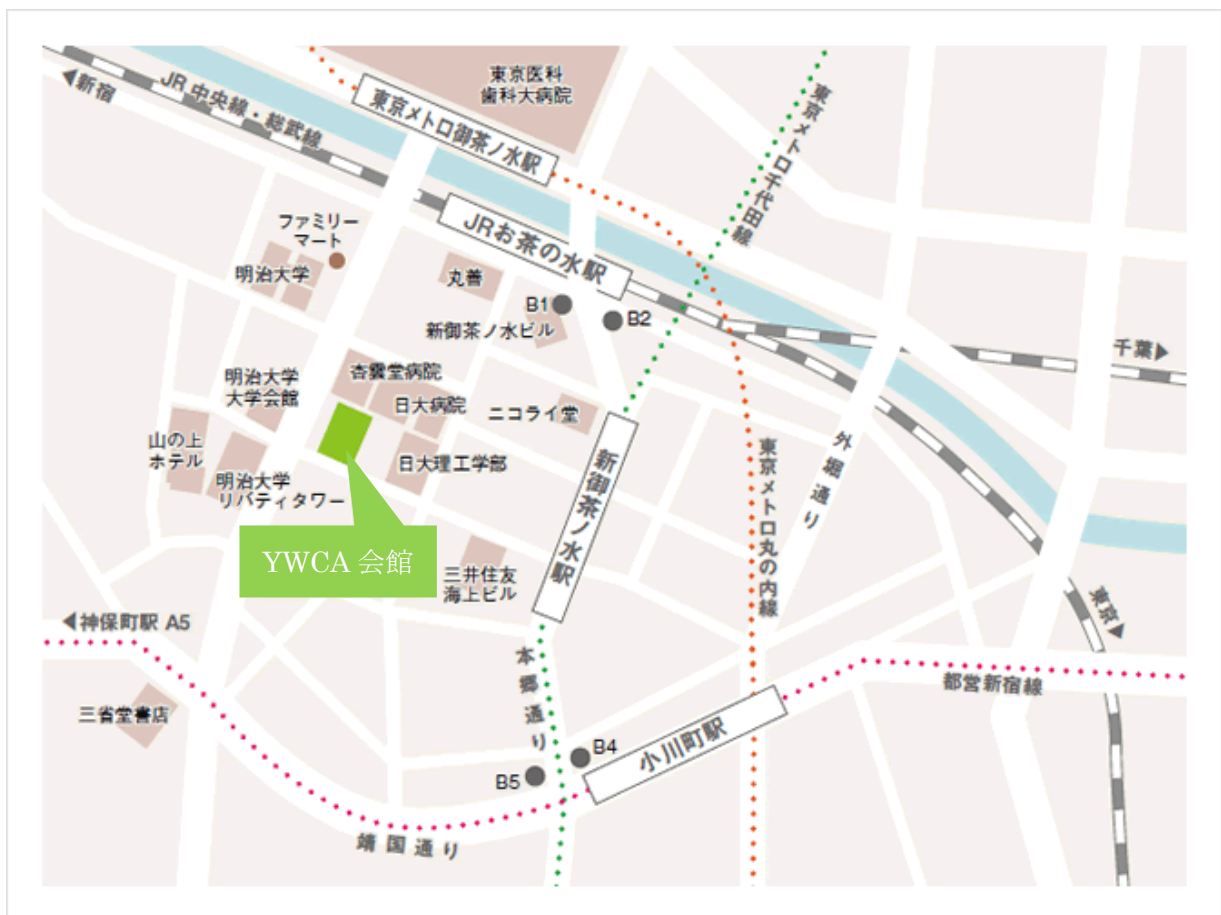 東京医科
歯科大病院
◀新宿
JR 中央線・総武線
東京メトロ御茶ノ水駅
東京メトロ千代田線
ファミリー
マート
明治大学
JRお茶の水駅
丸善
B1
B2
新御茶ノ水ビル
千葉▶
杏雲堂病院
明治大学
大学会館
日大病院
ニコライ堂
山の上
ホテル
日大理工学部
明治大学
リバティタワー
新御茶ノ水駅
外堀通り
東京メトロ丸の内線
YWCA 会館
三井住友
海上ビル
東京▶
◀神保町駅 A5
本郷通り
都営新宿線
三省堂書店
小川町駅
B4
B5
靖国通り